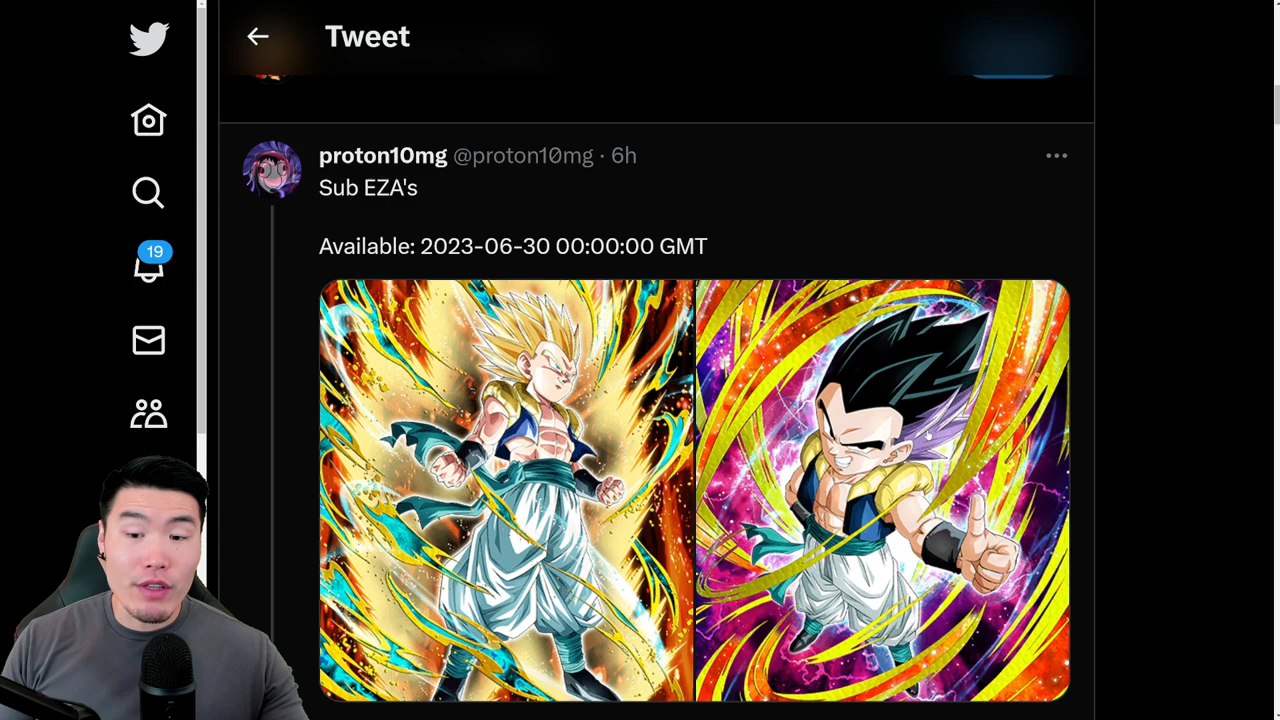 Tweet
proton10mg @proton10mg · 6h
Sub EZA's
Available: 2023-06-30 00:00:00 GMT
19